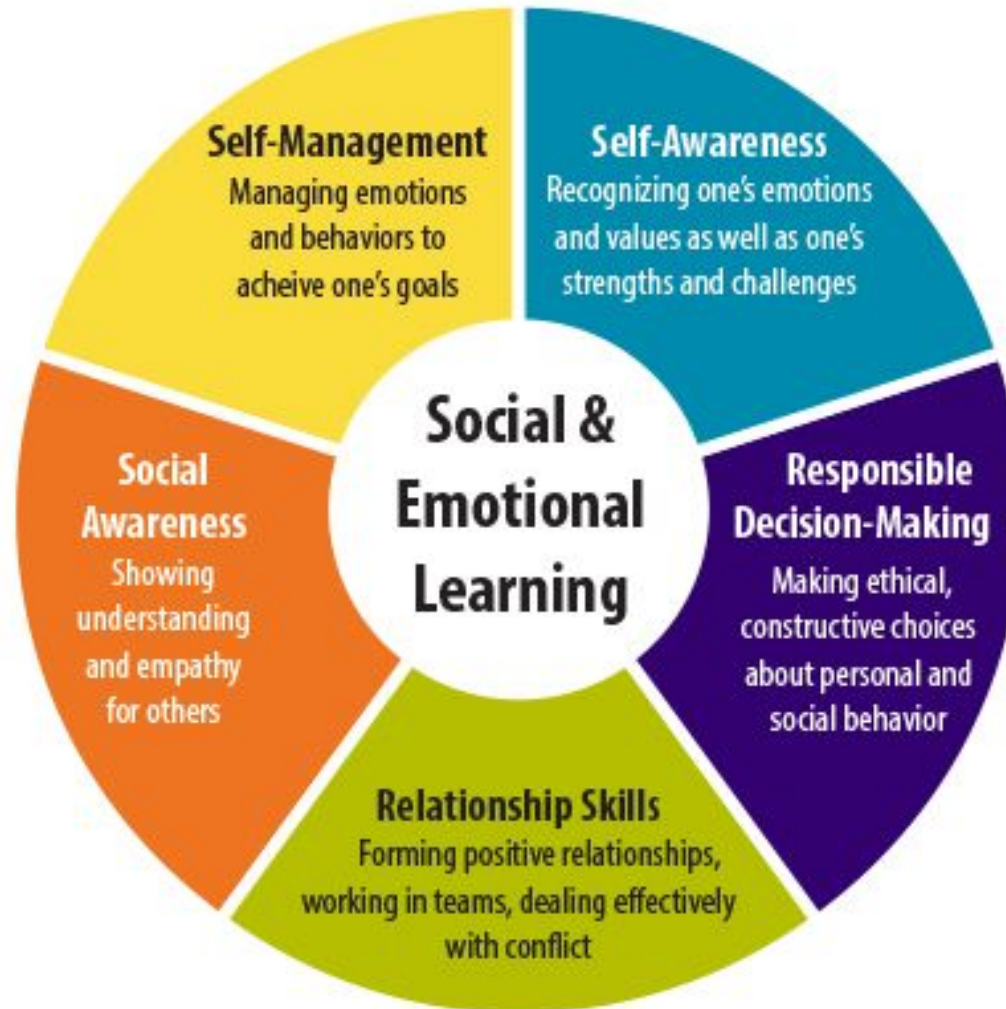 Self-Management
Managing emotions
and behaviors to
acheive one's goals
Self-Awareness
Recognizing one's emotions
and values as well as one's
strengths and challenges
Social &
Emotional
Learning
Social
Awareness
Showing
understanding
and empathy
for others
Responsible
Decision-Making
Making ethical,
constructive choices
about personal and
social behavior
Relationship Skills
Forming positive relationships,
working in teams, dealing effectively
with conflict